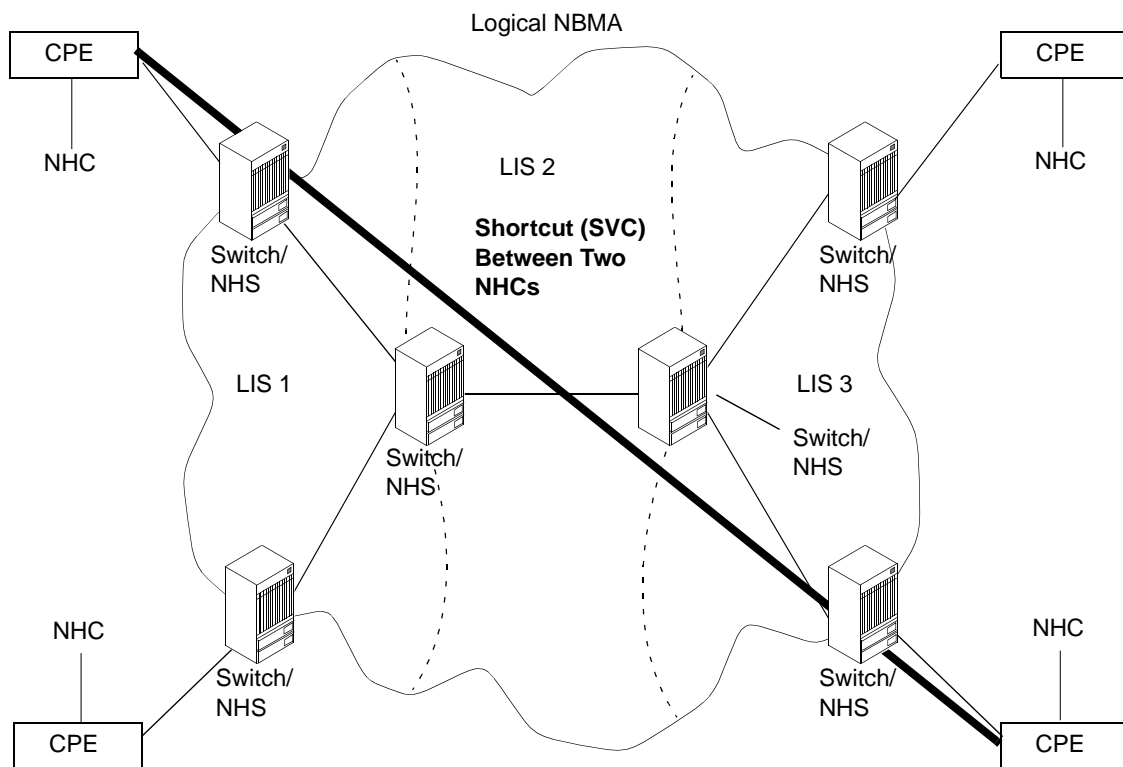 Logical NBMA
CPE
CPE
NHC
NHC
LIS 2
Shortcut (SVC)
Between Two
NHCs
Switch/
NHS
Switch/
NHS
LIS 1
LIS 3
Switch/
NHS
Switch/
NHS
NHC
NHC
Switch/
NHS
Switch/
NHS
CPE
CPE